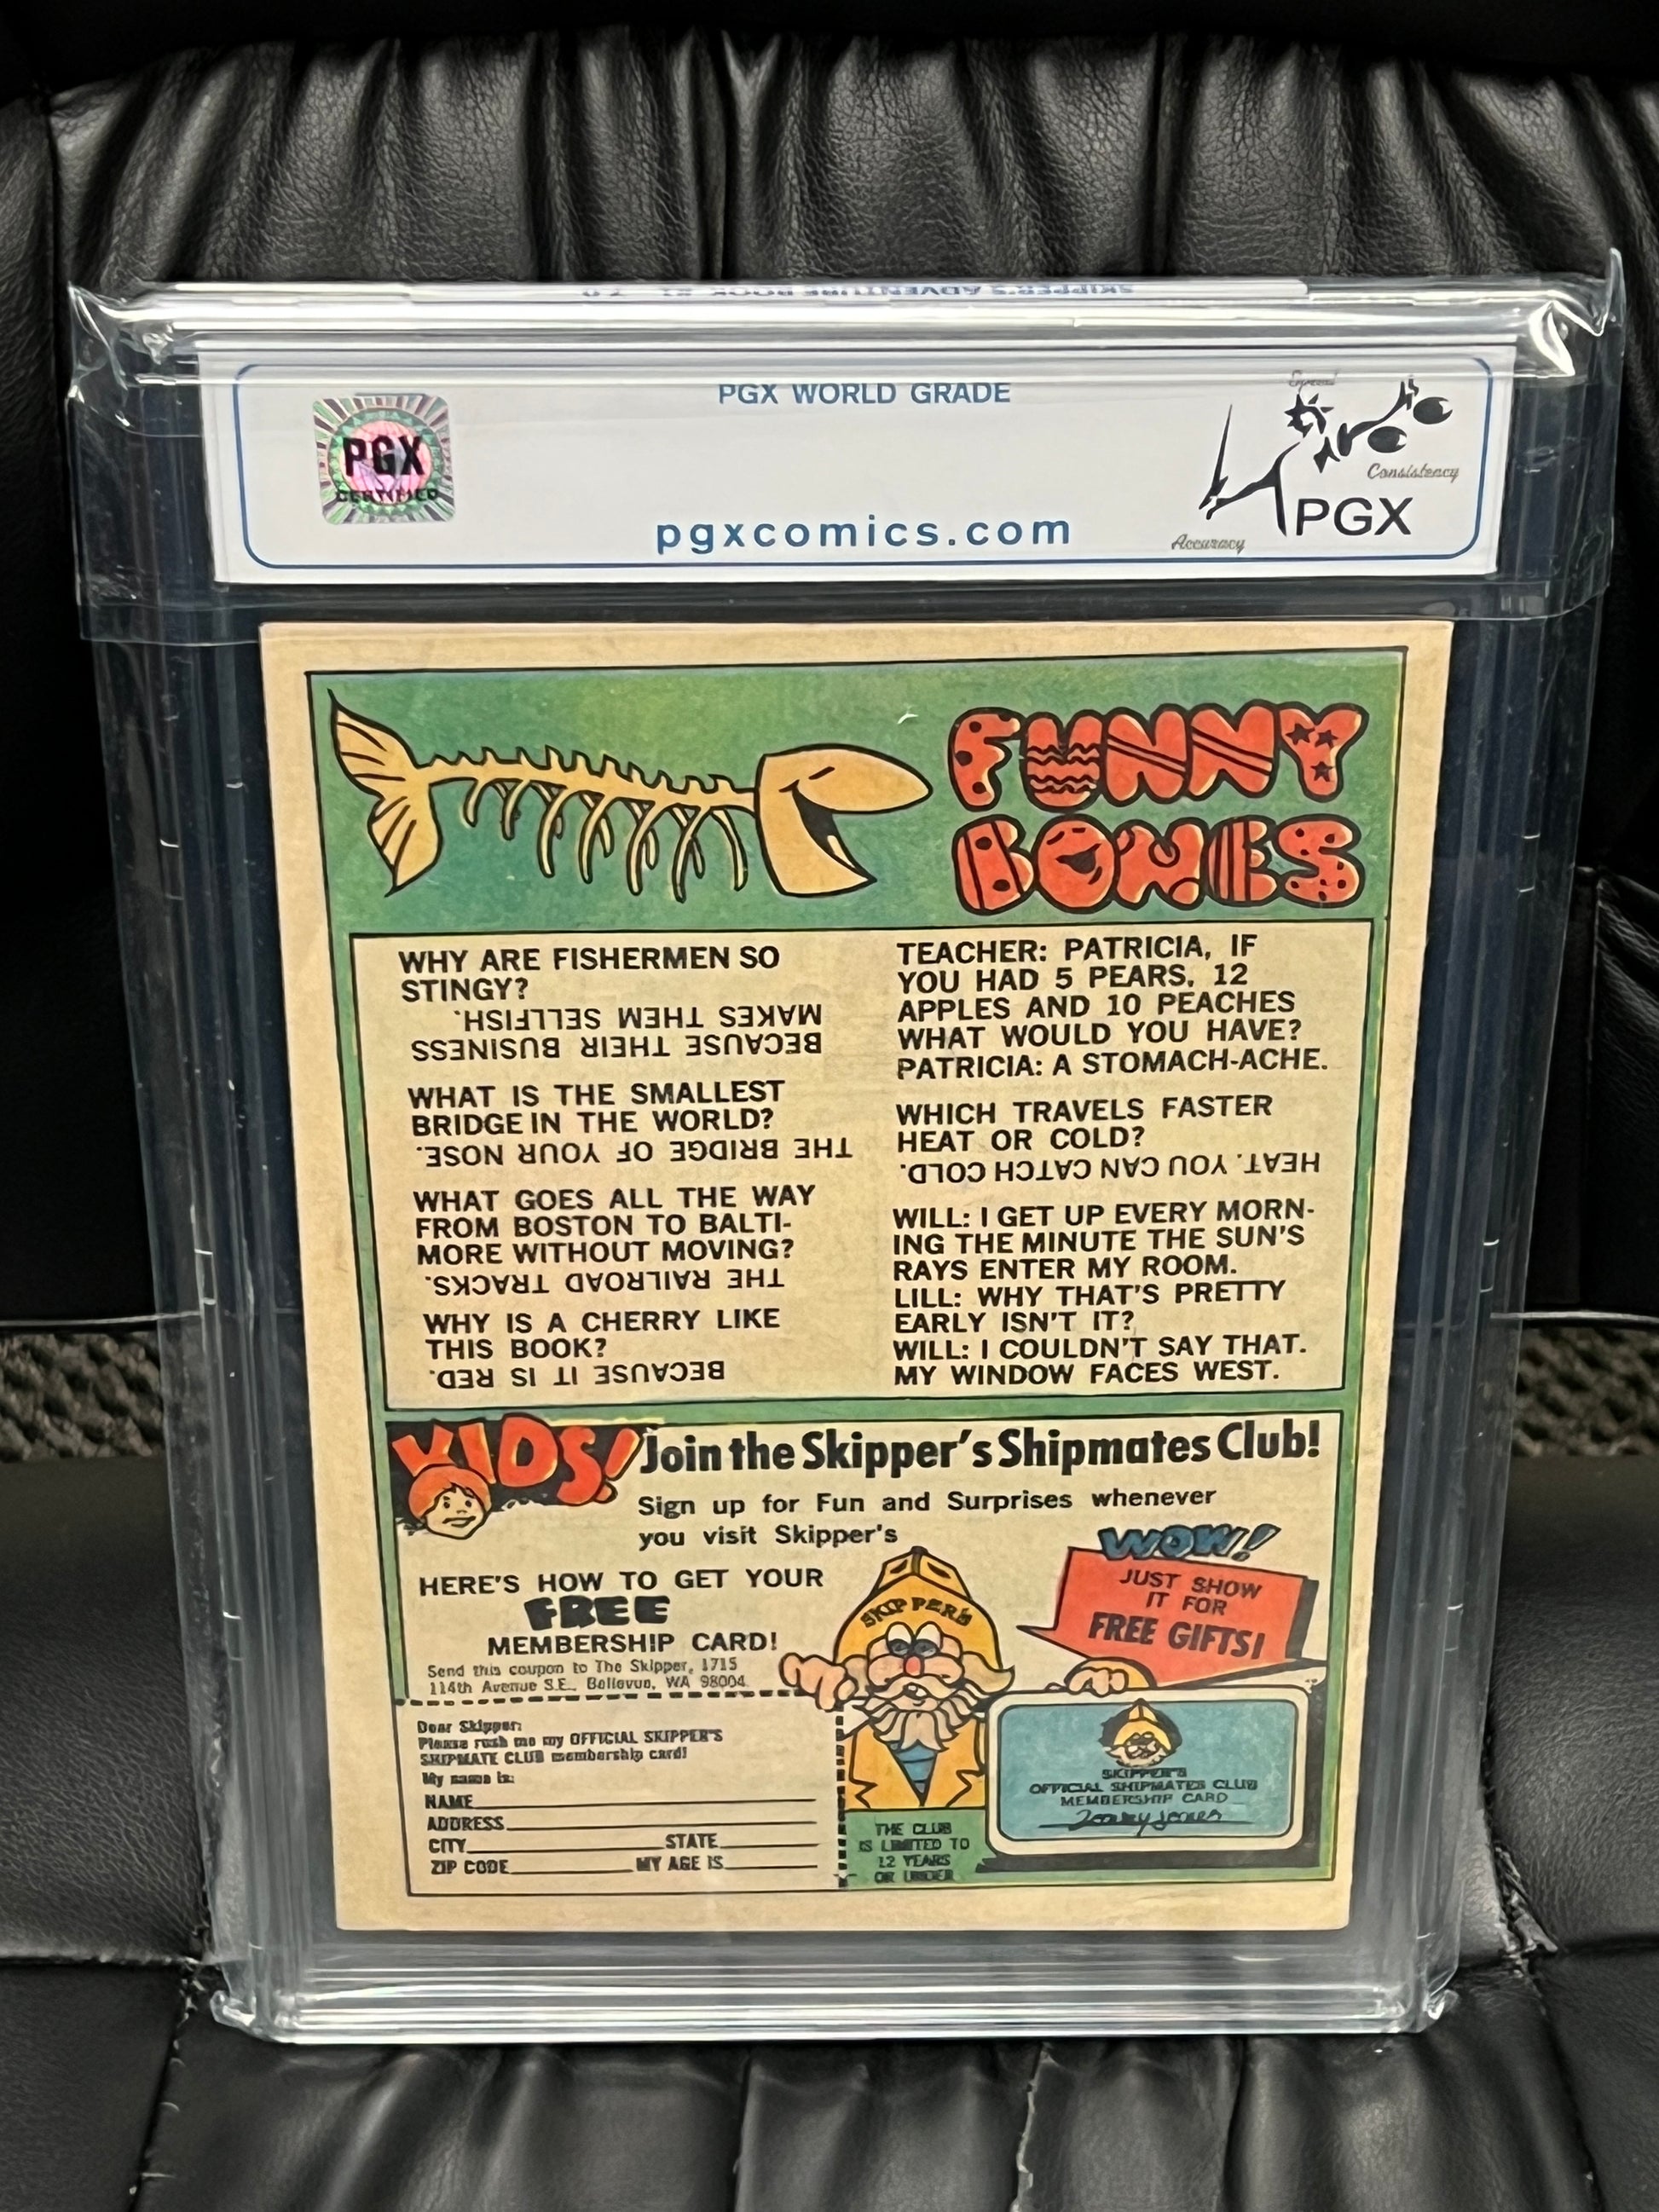 SKIPPER'S ADVENTURE BOOK #1 7.0
PGX WORLD GRADE
PGX
CERTIFIED
pgxcomics.com
Speed
Consistency
PGX
Accuracy
FUNNY
BONES
WHY ARE FISHERMEN SO
STINGY?
BECAUSE THEIR BUSINESS
MAKES THEM SELLFISH.
WHAT IS THE SMALLEST
BRIDGE IN THE WORLD?
THE BRIDGE OF YOUR NOSE.
WHAT GOES ALL THE WAY
FROM BOSTON TO BALTI-
MORE WITHOUT MOVING?
THE RAILROAD TRACKS.
WHY IS A CHERRY LIKE
THIS BOOK?
BECAUSE IT IS RED.
TEACHER: PATRICIA, IF
YOU HAD 5 PEARS, 12
APPLES AND 10 PEACHES
WHAT WOULD YOU HAVE?
PATRICIA: A STOMACH-ACHE.
WHICH TRAVELS FASTER
HEAT OR COLD?
HEAT. YOU CAN CATCH COLD.
WILL: I GET UP EVERY MORN-
ING THE MINUTE THE SUN'S
RAYS ENTER MY ROOM.
LILL: WHY THAT'S PRETTY
EARLY ISN'T IT?
WILL: I COULDN'T SAY THAT.
MY WINDOW FACES WEST.
KIDS! Join the Skipper's Shipmates Club!
Sign up for Fun and Surprises whenever
you visit Skipper's
HERE'S HOW TO GET YOUR
FREE
MEMBERSHIP CARD!
Send this coupon to The Skipper, 1715
114th Avenue S.E., Bellevue, WA 98004
Dear Skipper:
Please rush me my OFFICIAL SKIPPER'S
SHIPMATE CLUB membership card!
My name is:
NAME
ADDRESS
CITY STATE
ZIP CODE MY AGE IS
SKIPPER'S
WOW!
JUST SHOW
IT FOR
FREE GIFTS!
THE CLUB
IS LIMITED TO
12 YEARS
OR UNDER
SKIPPER'S
OFFICIAL SHIPMATES CLUB
MEMBERSHIP CARD